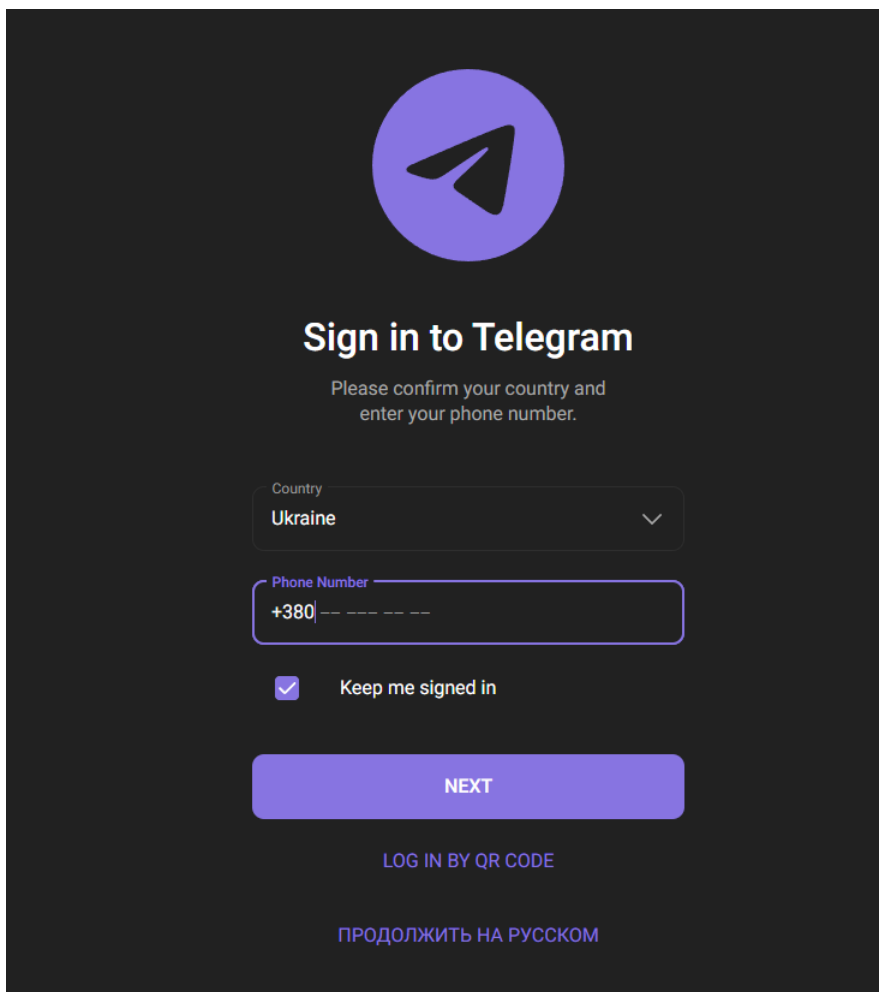 Sign in to Telegram
Please confirm your country and
enter your phone number.
Country
Ukraine
Phone Number
+380 ‒‒ ‒‒‒ ‒‒ ‒‒
Keep me signed in
NEXT
LOG IN BY QR CODE
ПРОДОЛЖИТЬ НА РУССКОМ